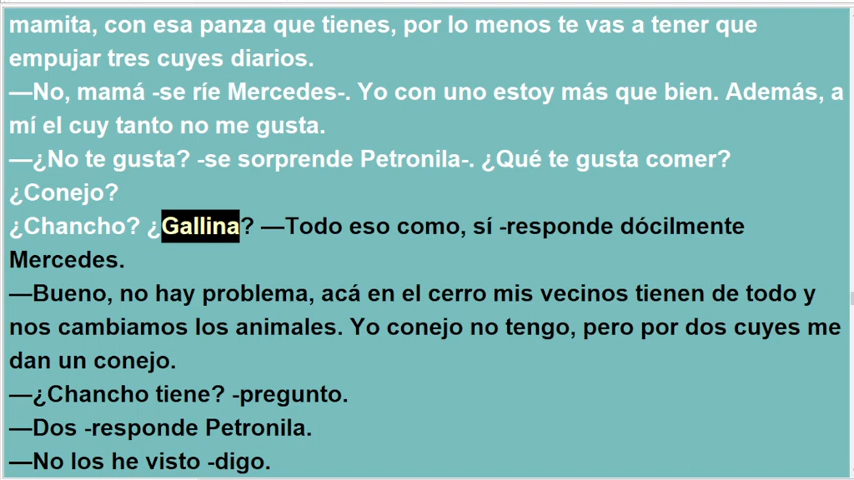 mamita, con esa panza que tienes, por lo menos te vas a tener que
empujar tres cuyes diarios.
—No, mamá -se ríe Mercedes-. Yo con uno estoy más que bien. Además, a
mí el cuy tanto no me gusta.
—¿No te gusta? -se sorprende Petronila-. ¿Qué te gusta comer?
¿Conejo?
¿Chancho? ¿Gallina? —Todo eso como, sí -responde dócilmente
Mercedes.
—Bueno, no hay problema, acá en el cerro mis vecinos tienen de todo y
nos cambiamos los animales. Yo conejo no tengo, pero por dos cuyes me
dan un conejo.
—¿Chancho tiene? -pregunto.
—Dos -responde Petronila.
—No los he visto -digo.